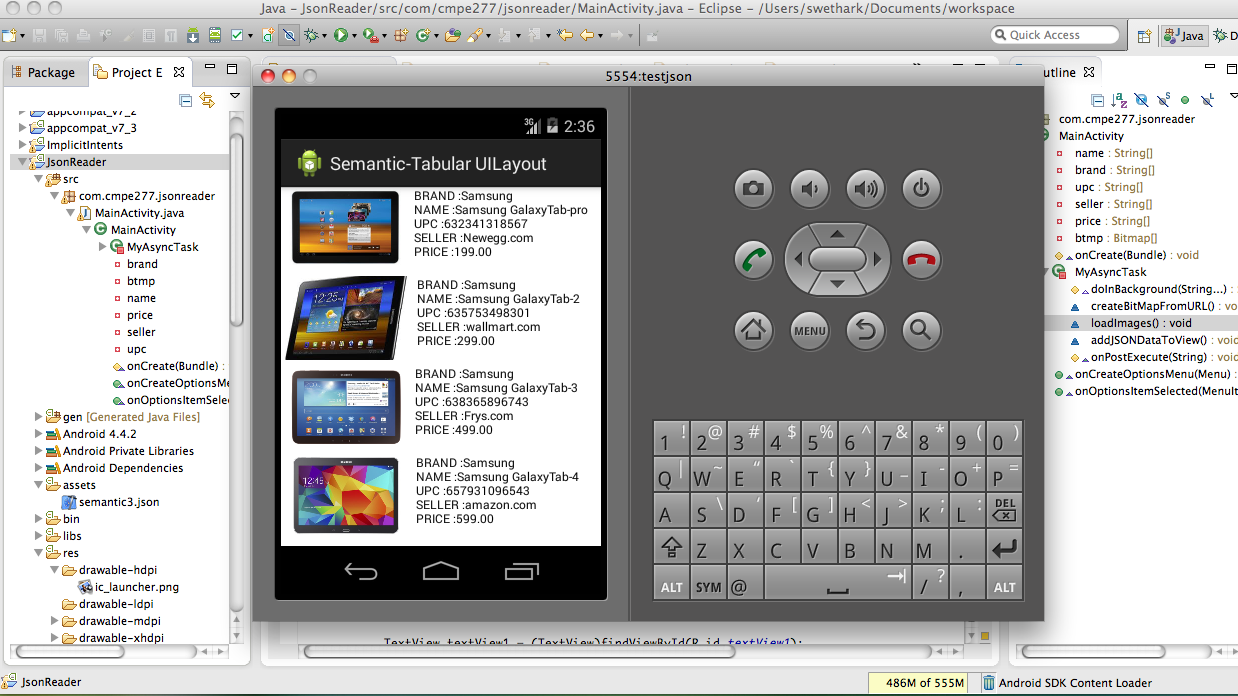 Java - JsonReader/src/com/cmpe277/jsonreader/MainActivity.java - Eclipse - /Users/swethark/Documents/workspace
Quick Access
Java
Package
Project E
appcompat_v7_2
appcompat_v7_3
ImplicitIntents
JsonReader
src
com.cmpe277.jsonreader
MainActivity.java
MainActivity
MyAsyncTask
brand
btmp
name
price
seller
upc
onCreate(Bundle) :
onCreateOptionsMe
onOptionsItemSelec
gen [Generated Java Files]
Android 4.4.2
Android Private Libraries
Android Dependencies
assets
semantic3.json
bin
libs
res
drawable-hdpi
ic_launcher.png
drawable-ldpi
drawable-mdpi
drawable-xhdpi
5554:testjson
3G 2:36
Semantic-Tabular UILayout
BRAND :Samsung
NAME :Samsung GalaxyTab-pro
UPC :632341318567
SELLER :Newegg.com
PRICE :199.00
BRAND :Samsung
NAME :Samsung GalaxyTab-2
UPC :635753498301
SELLER :wallmart.com
PRICE :299.00
BRAND :Samsung
NAME :Samsung GalaxyTab-3
UPC :638365896743
SELLER :Frys.com
PRICE :499.00
12:45
BRAND :Samsung
NAME :Samsung GalaxyTab-4
UPC :657931096543
SELLER :amazon.com
PRICE :599.00
MENU
1 ! 2 @ 3 # 4 $ 5 % 6 ^ 7 & 8 * 9 ( 0 )
Q | W ~ E " R ` T { Y } U _ I - O + P =
A S \ D ' F [ G ] H < J > K ; L : DEL
Z X C V B N M .
ALT SYM @ / ? , ALT
TextView textView1 = (TextView)findViewById(R.id.textView1);
utline
com.cmpe277.jsonreader
MainActivity
name : String[]
brand : String[]
upc : String[]
seller : String[]
price : String[]
btmp : Bitmap[]
onCreate(Bundle) : void
MyAsyncTask
doInBackground(String...) :
createBitMapFromURL() : vo
loadImages() : void
addJSONDataToView() : void
onPostExecute(String) : void
onCreateOptionsMenu(Menu) :
onOptionsItemSelected(MenuIt
JsonReader
486M of 555M
Android SDK Content Loader